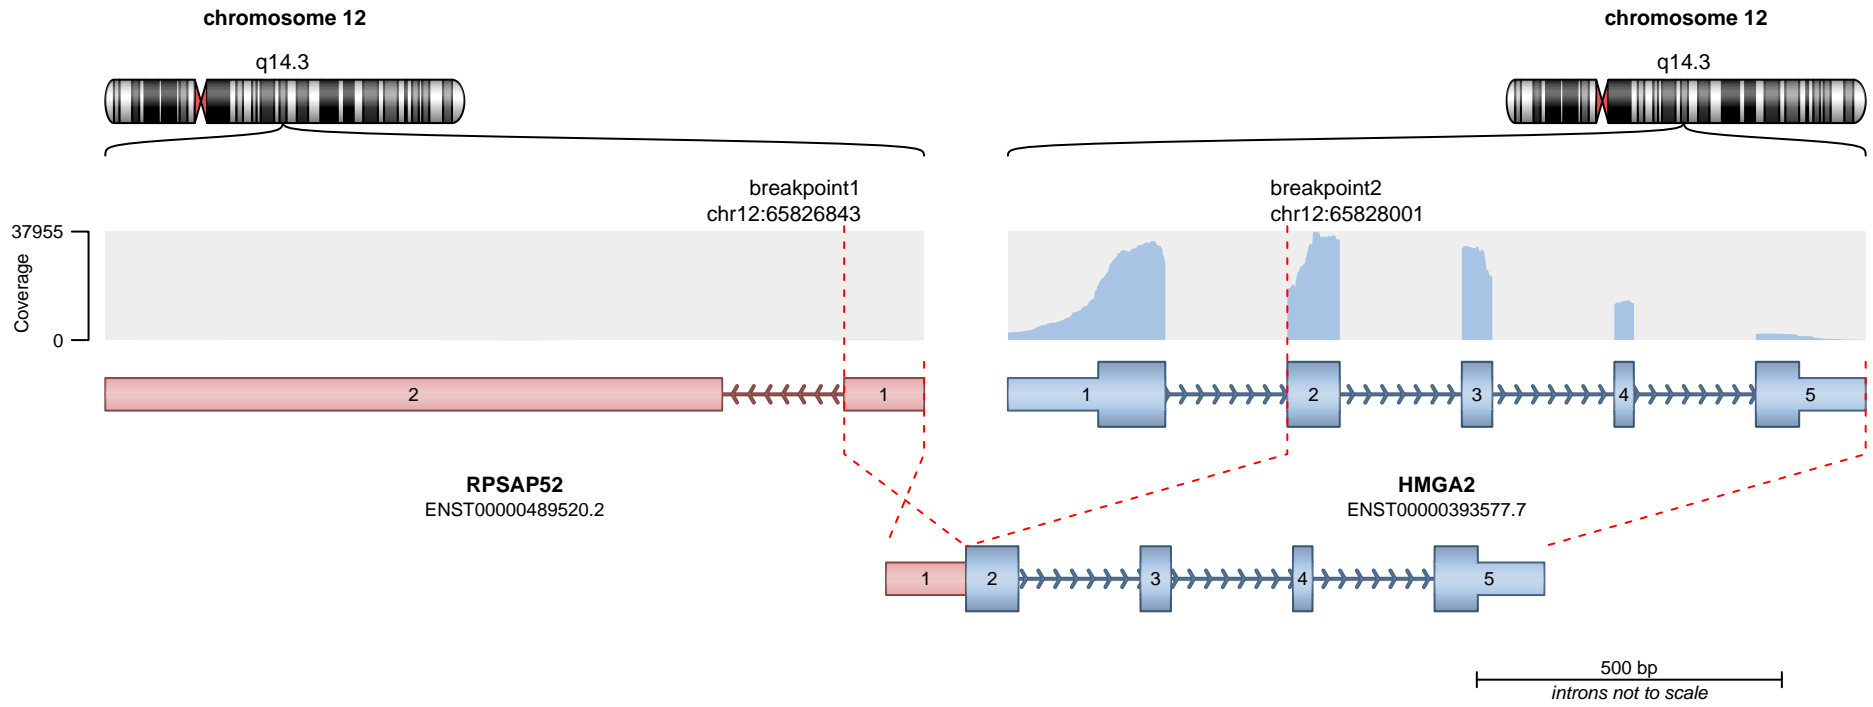 chromosome 12
chromosome 12
q14.3
q14.3
breakpoint1
chr12:65826843
breakpoint2
chr12:65828001
37955
Coverage
0
2
1
1
2
3
4
5
RPSAP52
ENST00000489520.2
HMGA2
ENST00000393577.7
1
2
3
4
5
500 bp
introns not to scale